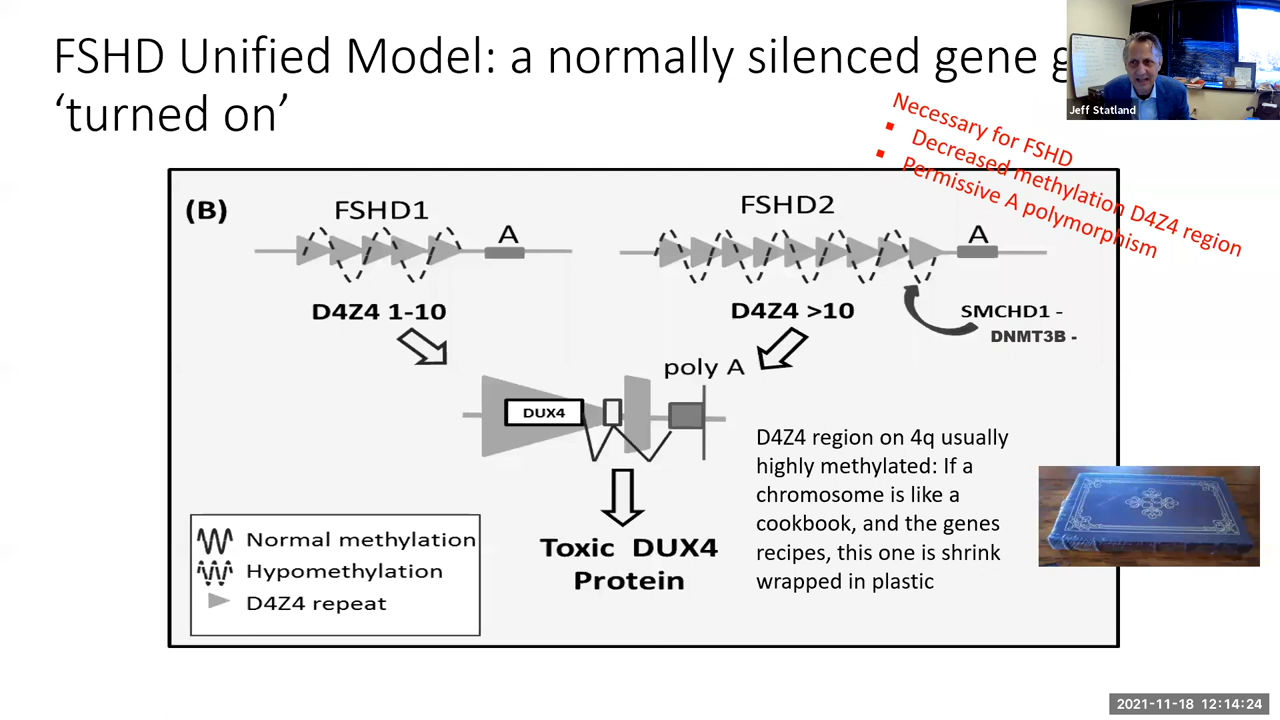 FSHD Unified Model: a normally silenced gene g
‘turned on’
Jeff Statland
Necessary for FSHD
▪ Decreased methylation D4Z4 region
▪ Permissive A polymorphism
(B)
FSHD1
A
D4Z4 1-10
FSHD2
A
D4Z4 >10
SMCHD1 -
DNMT3B -
poly A
DUX4
Toxic DUX4
Protein
D4Z4 region on 4q usually
highly methylated: If a
chromosome is like a
cookbook, and the genes
recipes, this one is shrink
wrapped in plastic
Normal methylation
Hypomethylation
D4Z4 repeat
2021-11-18 12:14:24